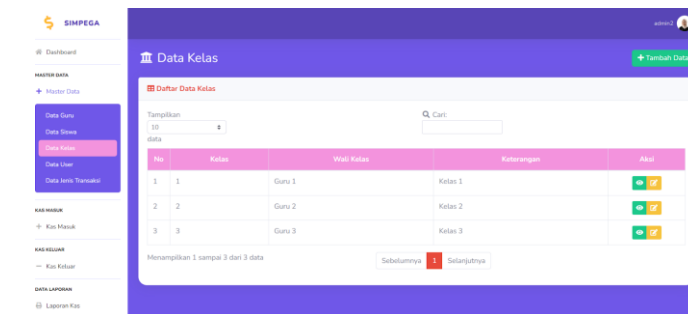 SIMPEGA
admin2
Dashboard
MASTER DATA
Master Data
Data Guru
Data Siswa
Data Kelas
Data User
Data Jenis Transaksi
KAS MASUK
Kas Masuk
KAS KELUAR
Kas Keluar
DATA LAPORAN
Laporan Kas
Data Kelas
+ Tambah Data
Daftar Data Kelas
Tampilkan
10
data
Cari:
No Kelas Wali Kelas Keterangan Aksi
1 1 Guru 1 Kelas 1
2 2 Guru 2 Kelas 2
3 3 Guru 3 Kelas 3
Menampilkan 1 sampai 3 dari 3 data
Sebelumnya 1 Selanjutnya